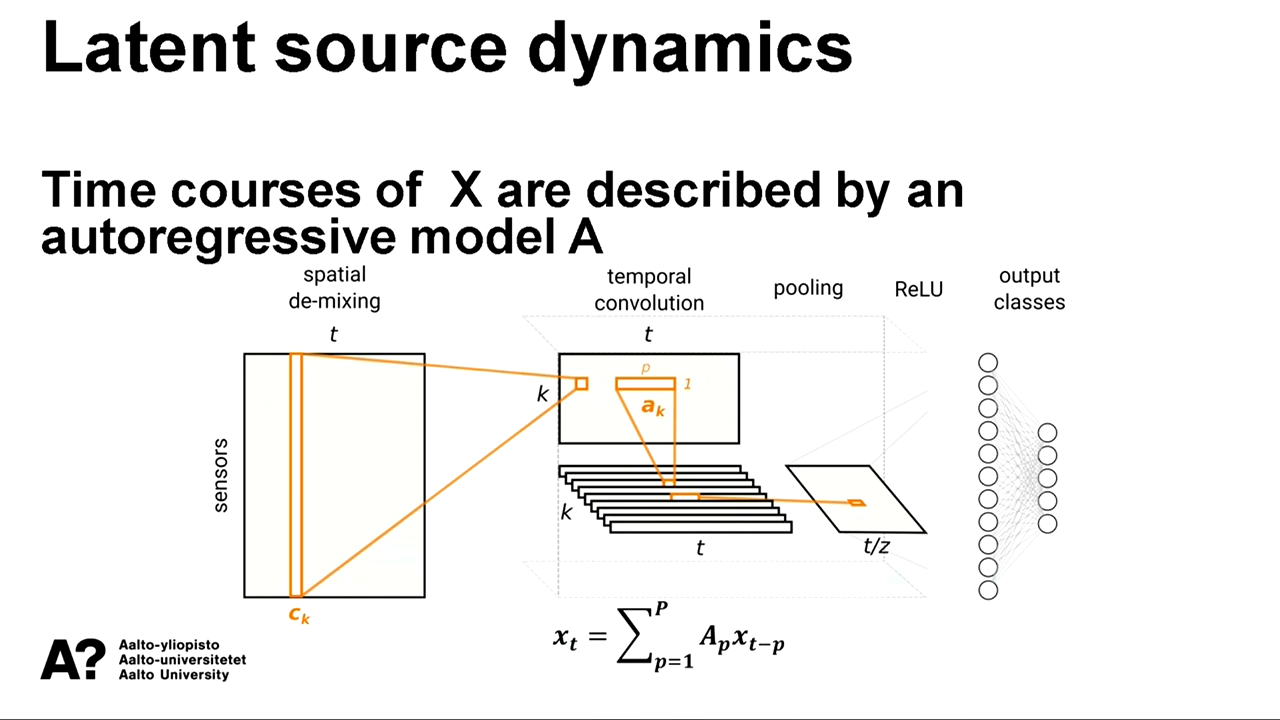 Latent source dynamics
Time courses of X are described by an
autoregressive model A
spatial
de-mixing
temporal
convolution
pooling
ReLU
output
classes
t
t
k
p
1
a_k
sensors
k
t
t/z
c_k
x_t = ∑_{p=1}^{P} A_p x_{t-p}
A?
Aalto-yliopisto
Aalto-universitetet
Aalto University